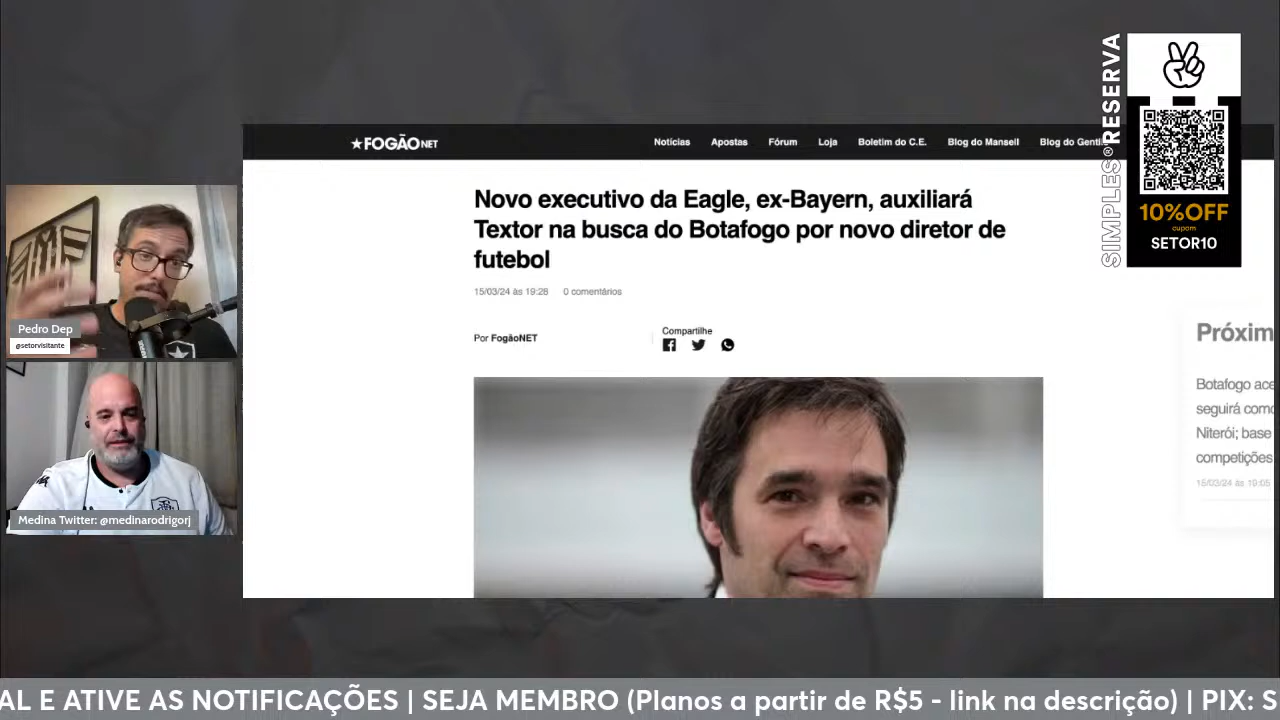 FOGÃO NET
Notícias Apostas Fórum Loja Boletim do C.E. Blog do Mansell Blog do
Novo executivo da Eagle, ex-Bayern, auxiliará
Textor na busca do Botafogo por novo diretor de
futebol
15/03/24 às 19:28 0 comentários
Por FogãoNET
Compartilhe
Próxim
Botafogo ace
seguirá como
Niterói; base
competições
15/03/24 às 19:05
SIMPLES® RESERVA
10%OFF
cupom
SETOR10
Pedro Dep
@setorvisitante
Medina Twitter: @medinarodrigorj
AL E ATIVE AS NOTIFICAÇÕES | SEJA MEMBRO (Planos a partir de R$5 - link na descrição) | PIX: S